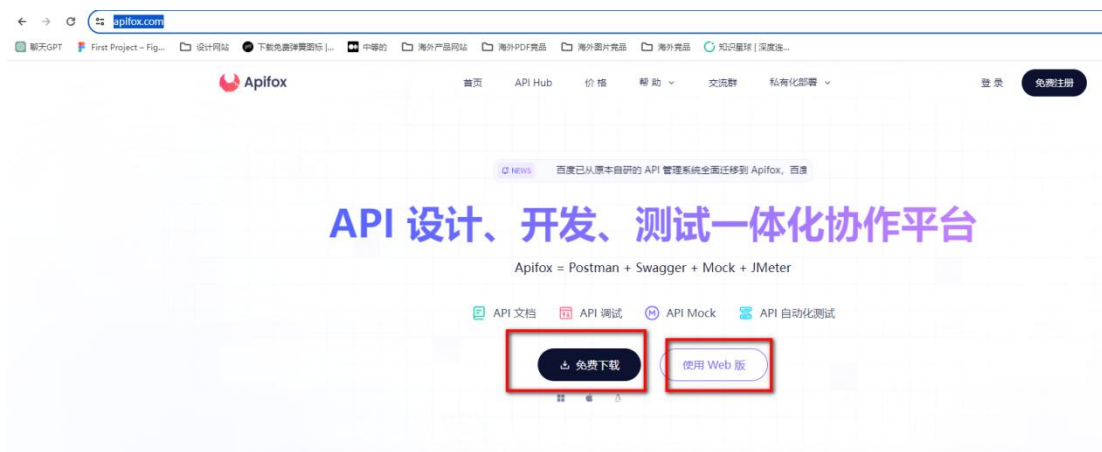 apifox.com
聊天GPT First Project – Fig... 设计网站 下载免费弹簧图标 |... 中等的 海外产品网站 海外PDF竞品 海外图片竞品 海外竞品 知识星球 | 深度连...
Apifox 首页 API Hub 价格 帮助 交流群 私有化部署 登录 免费注册
NEWS 百度已从原本自研的 API 管理系统全面迁移到 Apifox，百度
API 设计、开发、测试一体化协作平台
Apifox = Postman + Swagger + Mock + JMeter
API 文档 API 调试 API Mock API 自动化测试
免费下载 使用 Web 版